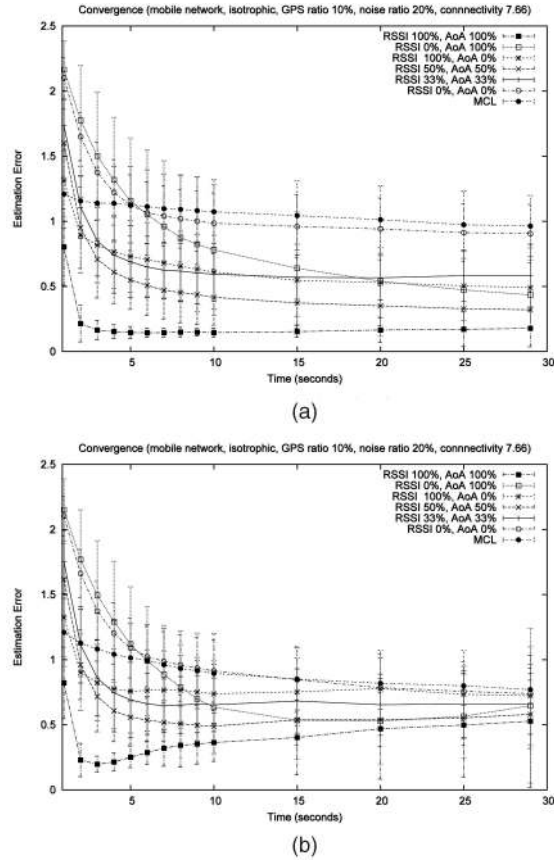 Convergence (mobile network, isotrophic, GPS ratio 10%, noise ratio 20%, connnectivity 7.66)
RSSI 100%, AoA 100%
RSSI 0%, AoA 100%
RSSI 100%, AoA 0%
RSSI 50%, AoA 50%
RSSI 33%, AoA 33%
RSSI 0%, AoA 0%
MCL
2.5
2
1.5
1
0.5
0
Estimation Error
5
10
15
20
25
30
Time (seconds)
(a)
Convergence (mobile network, isotrophic, GPS ratio 10%, noise ratio 20%, connnectivity 7.66)
RSSI 100%, AoA 100%
RSSI 0%, AoA 100%
RSSI 100%, AoA 0%
RSSI 50%, AoA 50%
RSSI 33%, AoA 33%
RSSI 0%, AoA 0%
MCL
2.5
2
1.5
1
0.5
0
Estimation Error
5
10
15
20
25
30
Time (seconds)
(b)